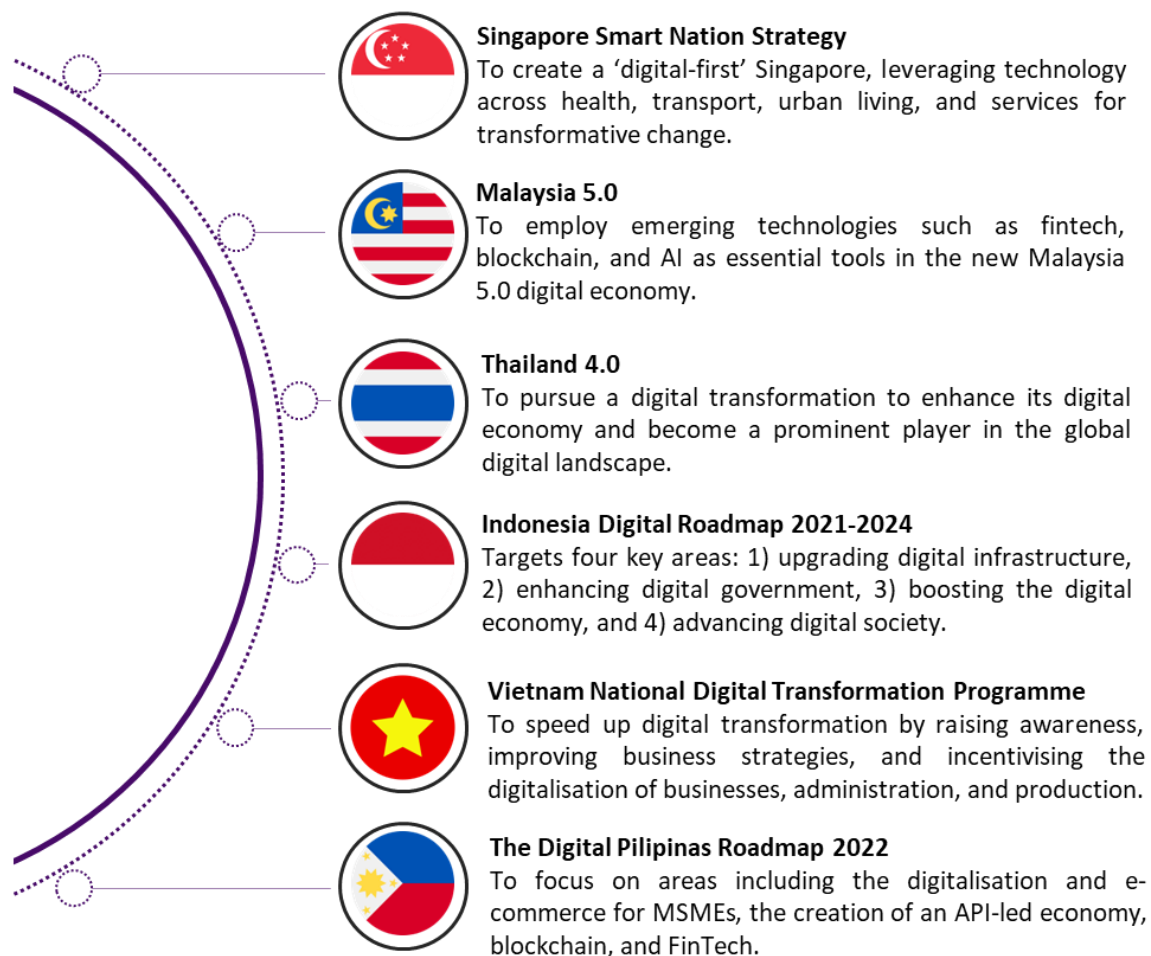 Singapore Smart Nation Strategy
To create a ‘digital-first’ Singapore, leveraging technology
across health, transport, urban living, and services for
transformative change.
Malaysia 5.0
To employ emerging technologies such as fintech,
blockchain, and AI as essential tools in the new Malaysia
5.0 digital economy.
Thailand 4.0
To pursue a digital transformation to enhance its digital
economy and become a prominent player in the global
digital landscape.
Indonesia Digital Roadmap 2021-2024
Targets four key areas: 1) upgrading digital infrastructure,
2) enhancing digital government, 3) boosting the digital
economy, and 4) advancing digital society.
Vietnam National Digital Transformation Programme
To speed up digital transformation by raising awareness,
improving business strategies, and incentivising the
digitalisation of businesses, administration, and production.
The Digital Pilipinas Roadmap 2022
To focus on areas including the digitalisation and e-
commerce for MSMEs, the creation of an API-led economy,
blockchain, and FinTech.